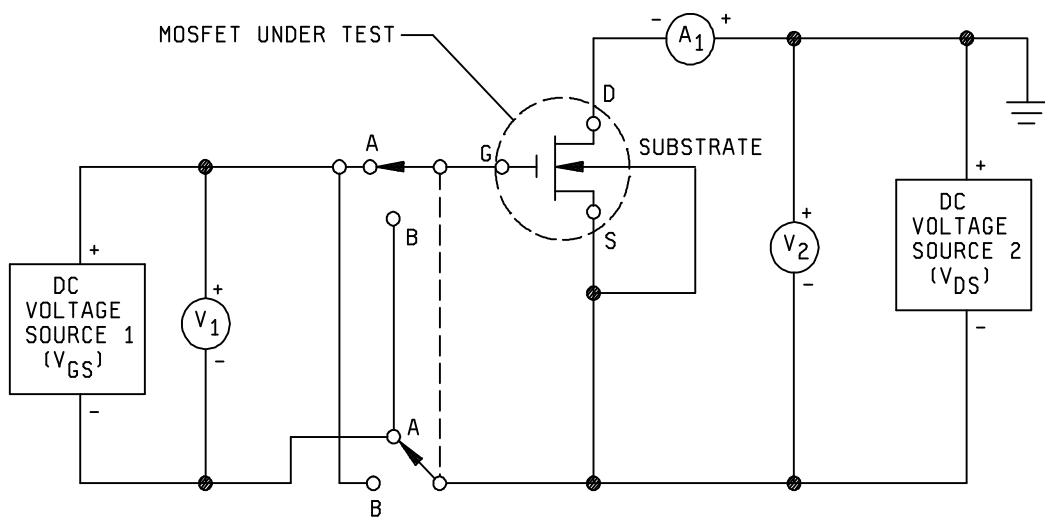 MOSFET UNDER TEST
- A1 +
D
A
G
SUBSTRATE
B
S
+
DC
VOLTAGE
SOURCE 1
(VGS)
-
+
V1
-
+
V2
-
+
DC
VOLTAGE
SOURCE 2
(VDS)
-
A
B